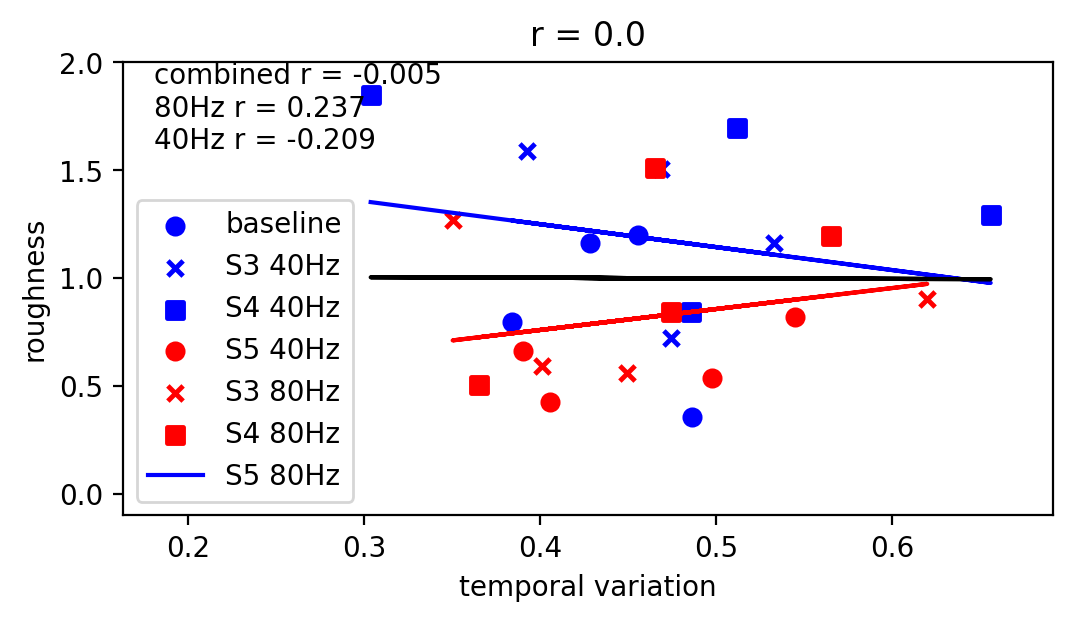 r = 0.0
combined r = -0.005
80Hz r = 0.237
40Hz r = -0.209
baseline
S3 40Hz
S4 40Hz
S5 40Hz
S3 80Hz
S4 80Hz
S5 80Hz
roughness
2.0
1.5
1.0
0.5
0.0
0.2 0.3 0.4 0.5 0.6
temporal variation